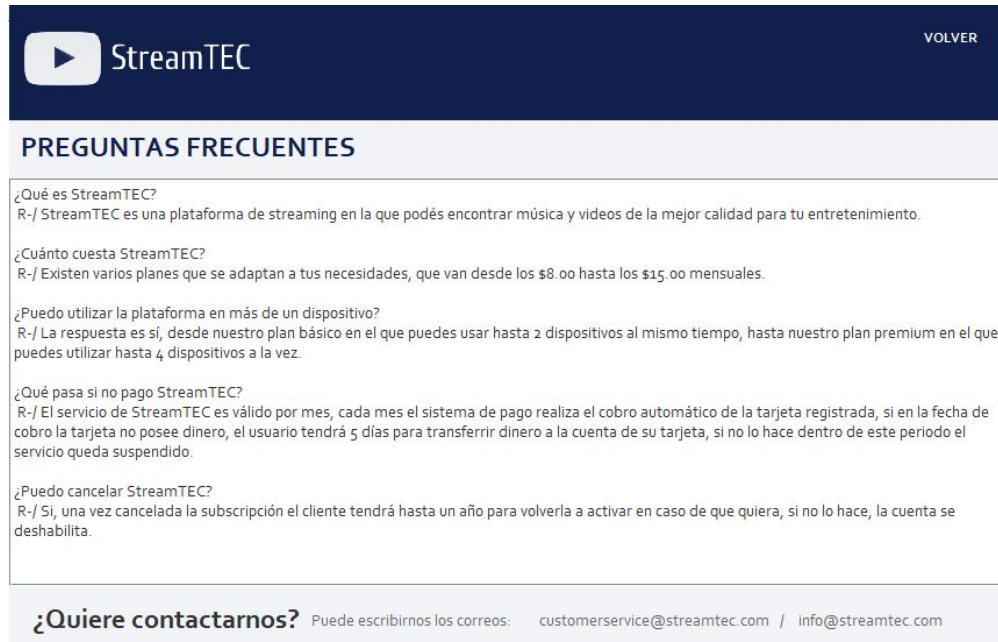 StreamTEC
VOLVER
PREGUNTAS FRECUENTES
¿Qué es StreamTEC?
R-/ StreamTEC es una plataforma de streaming en la que podés encontrar música y videos de la mejor calidad para tu entretenimiento.
¿Cuánto cuesta StreamTEC?
R-/ Existen varios planes que se adaptan a tus necesidades, que van desde los $8.00 hasta los $15.00 mensuales.
¿Puedo utilizar la plataforma en más de un dispositivo?
R-/ La respuesta es sí, desde nuestro plan básico en el que puedes usar hasta 2 dispositivos al mismo tiempo, hasta nuestro plan premium en el que
puedes utilizar hasta 4 dispositivos a la vez.
¿Qué pasa si no pago StreamTEC?
R-/ El servicio de StreamTEC es válido por mes, cada mes el sistema de pago realiza el cobro automático de la tarjeta registrada, si en la fecha de
cobro la tarjeta no posee dinero, el usuario tendrá 5 días para transferrir dinero a la cuenta de su tarjeta, si no lo hace dentro de este periodo el
servicio queda suspendido.
¿Puedo cancelar StreamTEC?
R-/ Si, una vez cancelada la subscripción el cliente tendrá hasta un año para volverla a activar en caso de que quiera, si no lo hace, la cuenta se
deshabilita.
¿Quiere contactarnos? Puede escribirnos los correos: customerservice@streamtec.com / info@streamtec.com